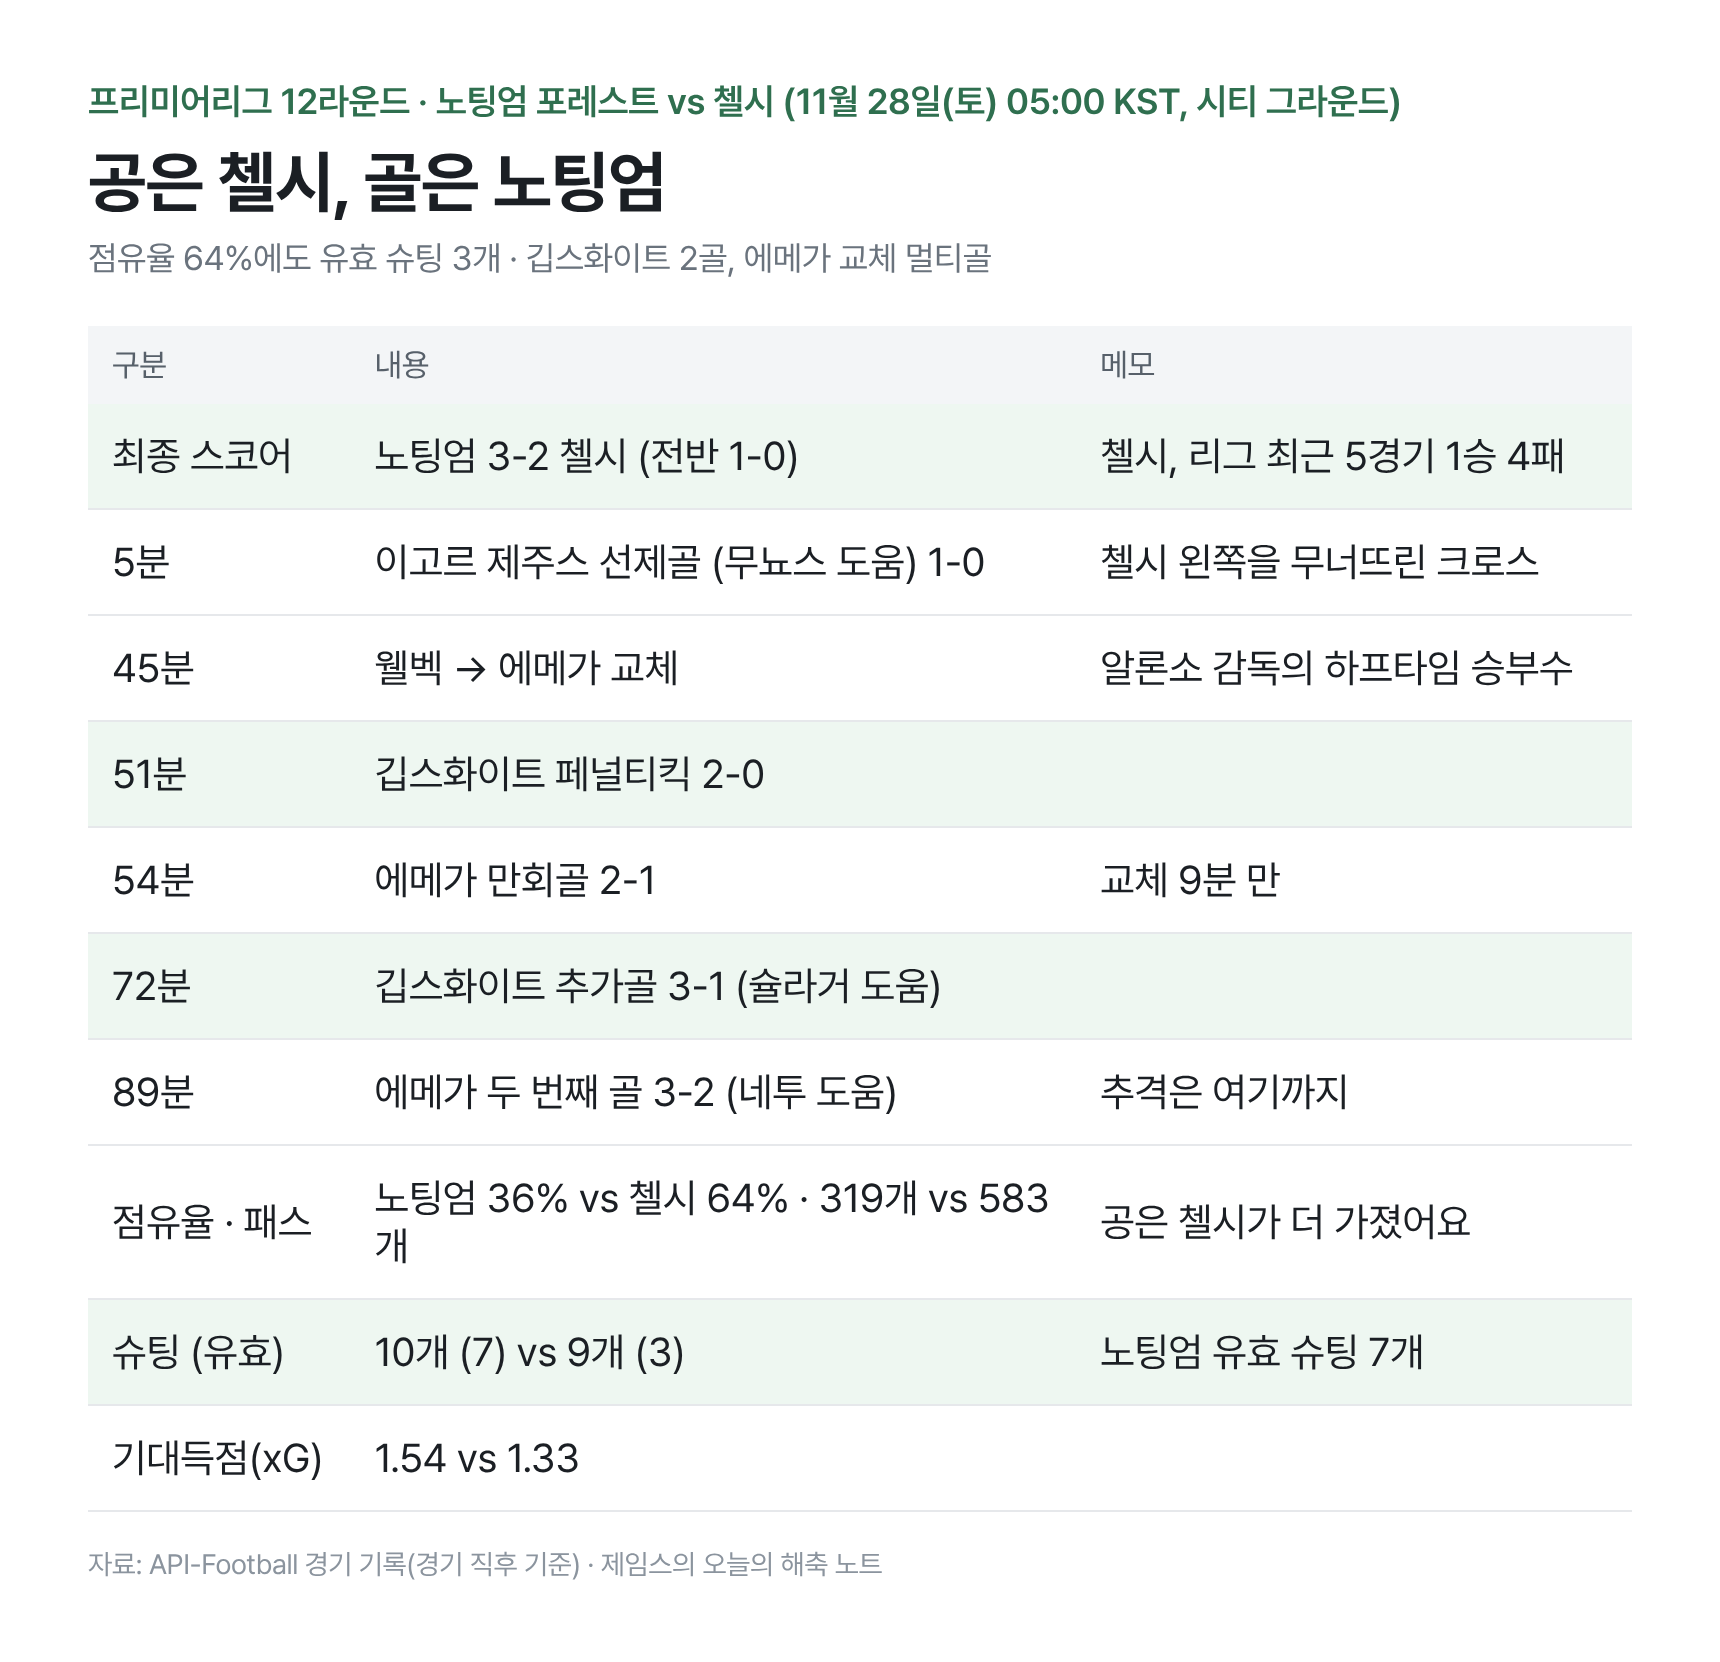 프리미어리그 12라운드 · 노팅엄 포레스트 vs 첼시 (11월 28일(토) 05:00 KST, 시티 그라운드)
공은 첼시, 골은 노팅엄
점유율 64%에도 유효 슈팅 3개 · 깁스화이트 2골, 에메가 교체 멀티골
구분 내용 메모
최종 스코어 노팅엄 3-2 첼시 (전반 1-0) 첼시, 리그 최근 5경기 1승 4패
5분 이고르 제주스 선제골 (무뇨스 도움) 1-0 첼시 왼쪽을 무너뜨린 크로스
45분 웰벡 → 에메가 교체 알론소 감독의 하프타임 승부수
51분 깁스화이트 페널티킥 2-0
54분 에메가 만회골 2-1 교체 9분 만
72분 깁스화이트 추가골 3-1 (슐라거 도움)
89분 에메가 두 번째 골 3-2 (네투 도움) 추격은 여기까지
점유율 · 패스 노팅엄 36% vs 첼시 64% · 319개 vs 583
개 공은 첼시가 더 가졌어요
슈팅 (유효) 10개 (7) vs 9개 (3) 노팅엄 유효 슈팅 7개
기대득점(xG) 1.54 vs 1.33
자료: API-Football 경기 기록(경기 직후 기준) · 제임스의 오늘의 해축 노트